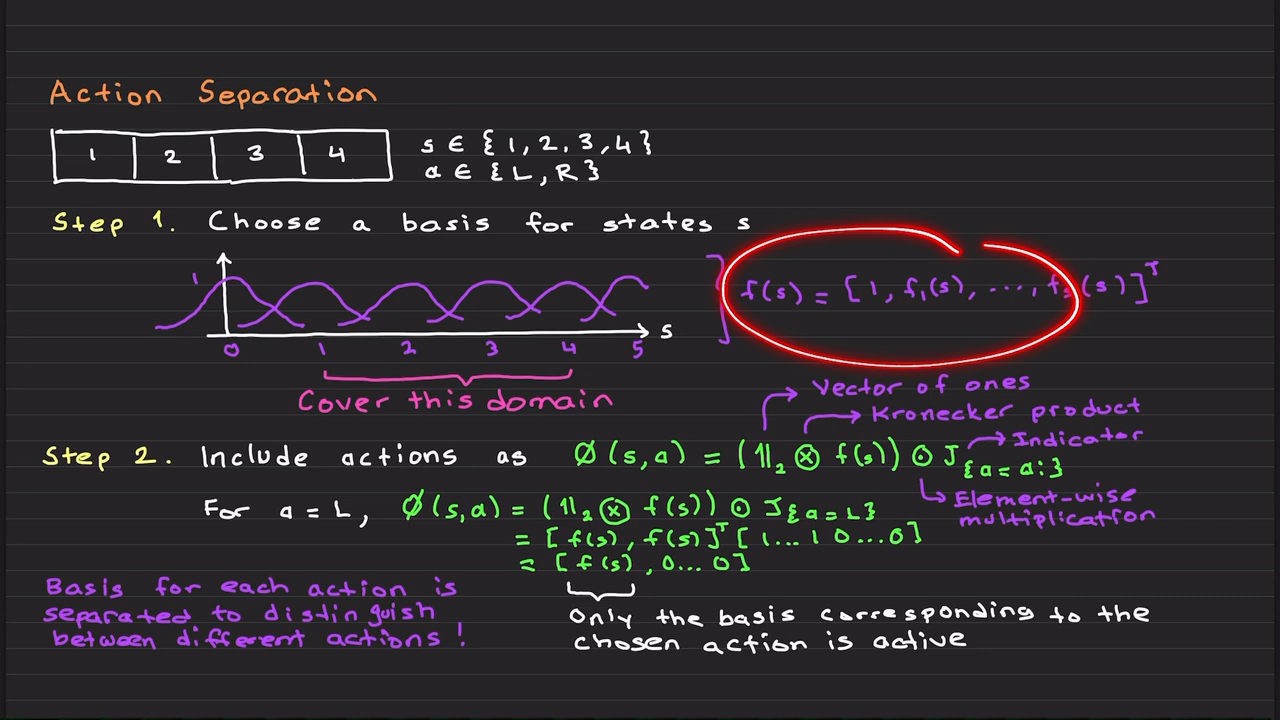 Action Separation
1 2 3 4
s ∈ {1, 2, 3, 4}
a ∈ {L, R}
Step 1. Choose a basis for states s
1
s
0 1 2 3 4 5
f(s) = [1, f₁(s), ..., f (s)]ᵀ
Cover this domain
Vector of ones
Kronecker product
Indicator
Step 2. Include actions as ∅(s,a) = (𝟙₂ ⊗ f(s)) ⊙ J{a = a:}
Element-wise
multiplication
For a = L, ∅(s,a) = (𝟙₂ ⊗ f(s)) ⊙ J{a = L}
= [f(s), f(s)]ᵀ [1...1 0...0]
= [f(s), 0...0]
Basis for each action is
separated to distinguish
between different actions!
Only the basis corresponding to the
chosen action is active